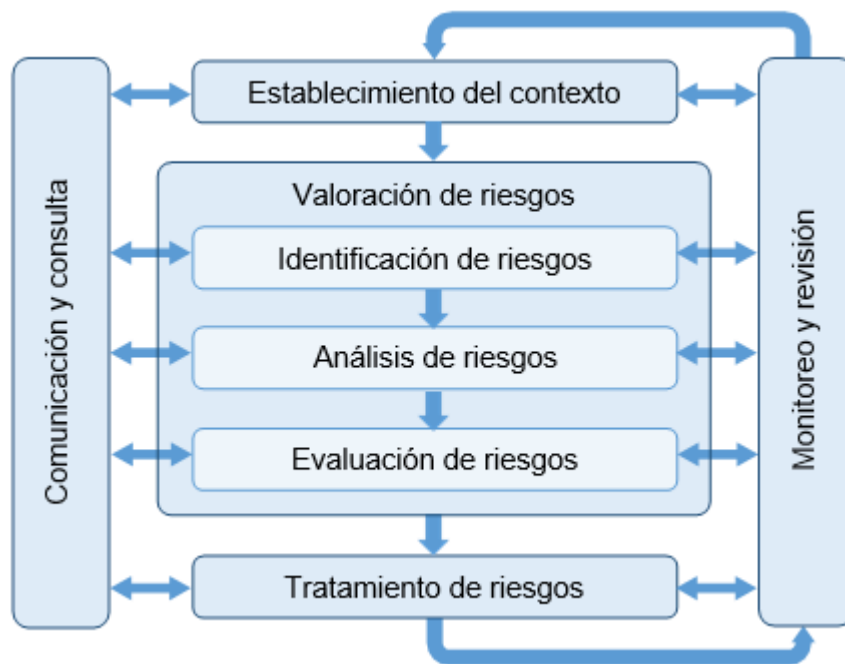 Establecimiento del contexto
Valoración de riesgos
Identificación de riesgos
Análisis de riesgos
Evaluación de riesgos
Tratamiento de riesgos
Comunicación y consulta
Monitoreo y revisión